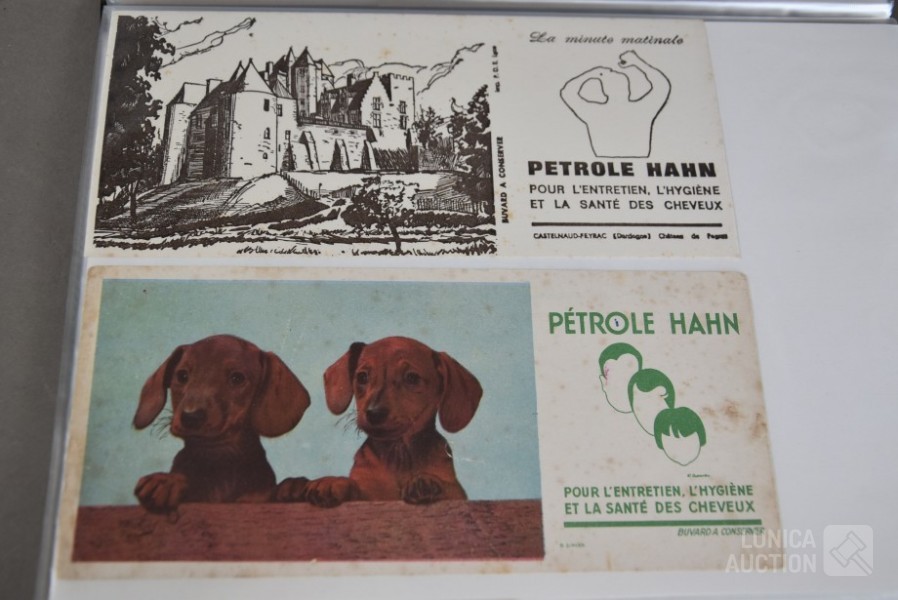 La minute matinale
PETROLE HAHN
POUR L'ENTRETIEN, L'HYGIÈNE
ET LA SANTÉ DES CHEVEUX
CASTELNAUD-FEYRAC (Dordogne) Château de
BUVARD A CONSERVER
PÉTROLE HAHN
POUR L'ENTRETIEN, L'HYGIÈNE
ET LA SANTÉ DES CHEVEUX
BUVARD A CONSERVER
LUNICA
AUCTION